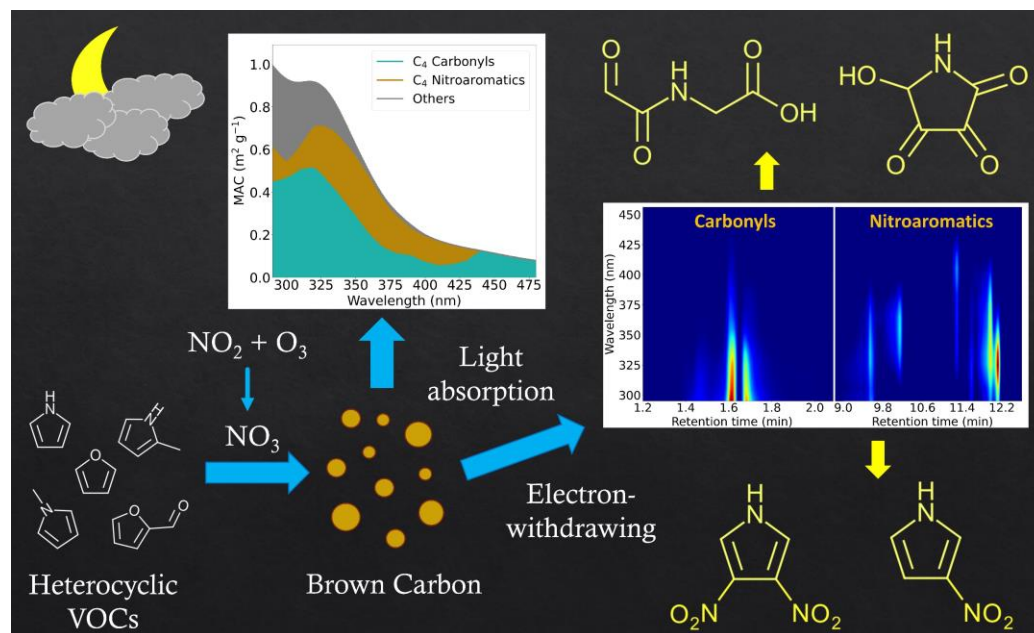 C₄ Carbonyls
C₄ Nitroaromatics
Others
MAC (m² g⁻¹)
1.0
0.8
0.6
0.4
0.2
0.0
300 325 350 375 400 425 450 475
Wavelength (nm)
O
O
H
N
O
OH
HO
H
N
O
O
O
Carbonyls
Nitroaromatics
Wavelength (nm)
450
425
400
375
350
325
300
1.2 1.4 1.6 1.8 2.0
9.0 9.8 10.6 11.4 12.2
Retention time (min)
Retention time (min)
NO₂ + O₃
NO₃
Light
absorption
Electron-
withdrawing
H
N
H
N
O
N
O
O
Heterocyclic
VOCs
Brown Carbon
H
N
O₂N
NO₂
H
N
NO₂